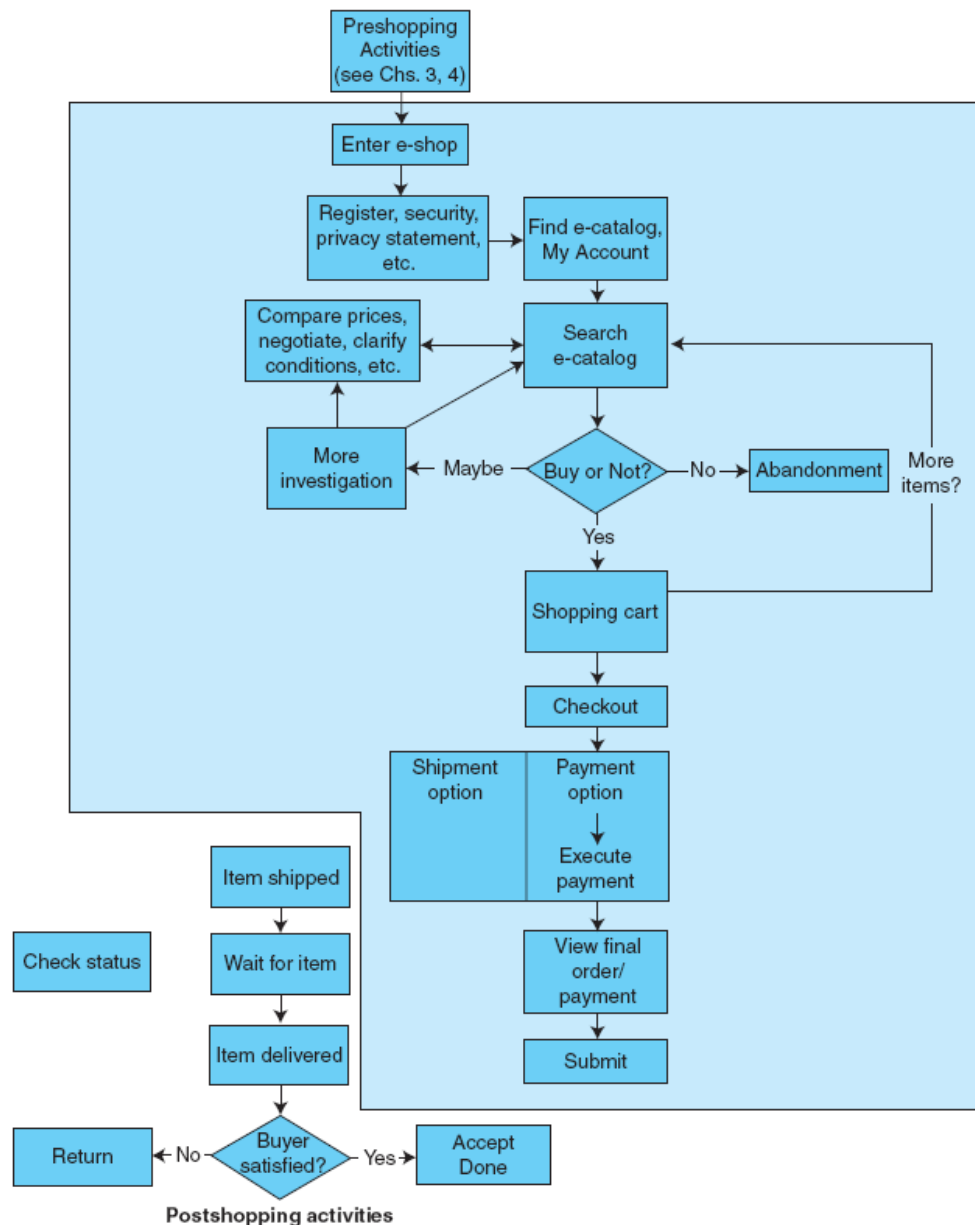 Preshopping
Activities
(see Chs. 3, 4)
Enter e-shop
Register, security,
privacy statement,
etc.
Find e-catalog,
My Account
Compare prices,
negotiate, clarify
conditions, etc.
Search
e-catalog
More
investigation
Maybe
Buy or Not?
No
Abandonment
More
items?
Yes
Shopping cart
Checkout
Shipment
option
Payment
option
Execute
payment
View final
order/
payment
Submit
Item shipped
Check status
Wait for item
Item delivered
Buyer
satisfied?
No
Return
Yes
Accept
Done
Postshopping activities